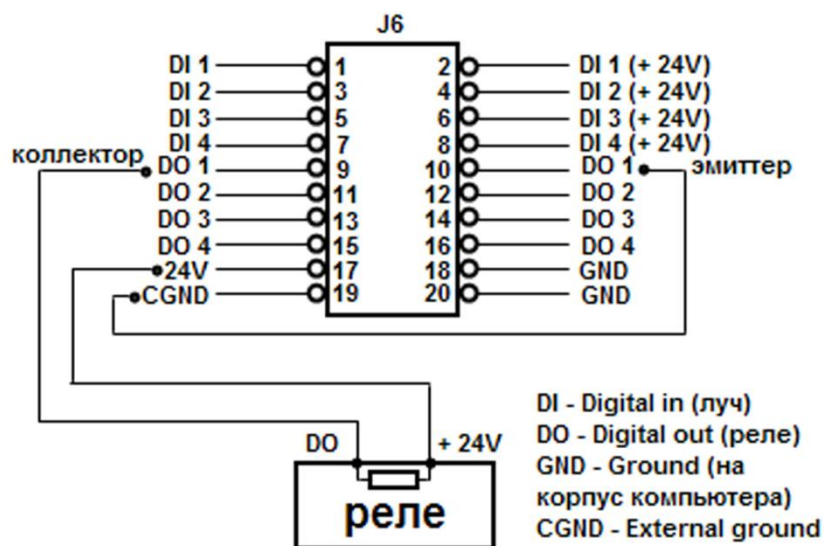 J6
DI 1 1 2 DI 1 (+ 24V)
DI 2 3 4 DI 2 (+ 24V)
DI 3 5 6 DI 3 (+ 24V)
DI 4 7 8 DI 4 (+ 24V)
коллектор DO 1 9 10 DO 1 эмиттер
DO 2 11 12 DO 2
DO 3 13 14 DO 3
DO 4 15 16 DO 4
24V 17 18 GND
CGND 19 20 GND
DO + 24V
реле
DI - Digital in (луч)
DO - Digital out (реле)
GND - Ground (на
корпус компьютера)
CGND - External ground